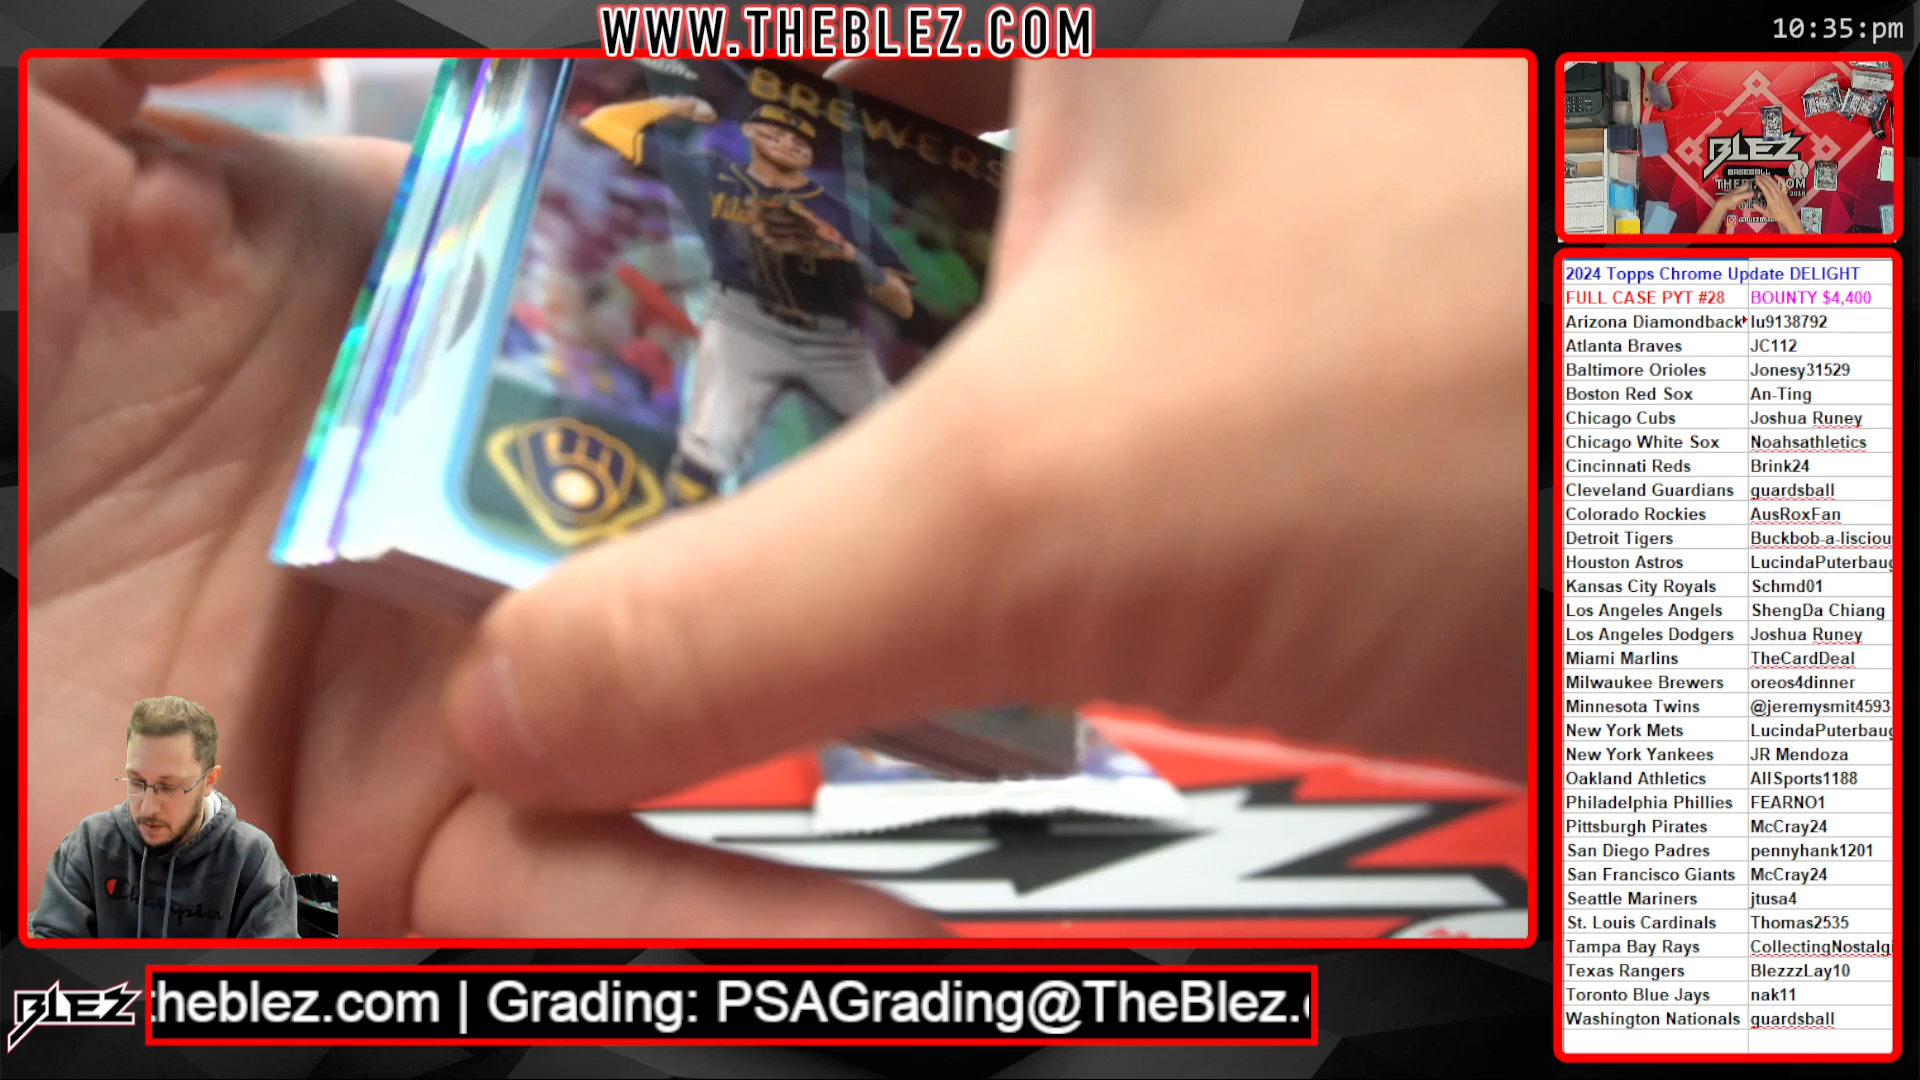 WWW.THEBLEZ.COM
10:35:pm
BREWERS
BLEZ
BASEBALL
2024 Topps Chrome Update DELIGHT
FULL CASE PYT #28 BOUNTY $4,400
Arizona Diamondback lu9138792
Atlanta Braves JC112
Baltimore Orioles Jonesy31529
Boston Red Sox An-Ting
Chicago Cubs Joshua Runey
Chicago White Sox Noahsathletics
Cincinnati Reds Brink24
Cleveland Guardians guardsball
Colorado Rockies AusRoxFan
Detroit Tigers Buckbob-a-lisciou
Houston Astros LucindaPuterbaug
Kansas City Royals Schmd01
Los Angeles Angels ShengDa Chiang
Los Angeles Dodgers Joshua Runey
Miami Marlins TheCardDeal
Milwaukee Brewers oreos4dinner
Minnesota Twins @jeremysmit4593
New York Mets LucindaPuterbaug
New York Yankees JR Mendoza
Oakland Athletics AllSports1188
Philadelphia Phillies FEARNO1
Pittsburgh Pirates McCray24
San Diego Padres pennyhank1201
San Francisco Giants McCray24
Seattle Mariners jtusa4
St. Louis Cardinals Thomas2535
Tampa Bay Rays CollectingNostalgi
Texas Rangers BlezzzLay10
Toronto Blue Jays nak11
Washington Nationals guardsball
Champion
BLEZ
theblez.com | Grading: PSAGrading@TheBlez.